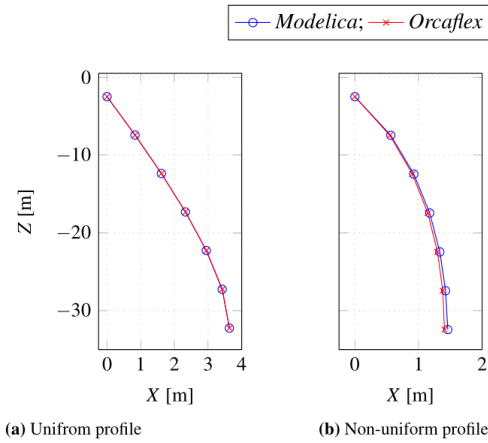 Modelica; Orcaflex
0
−10
−20
−30
Z [m]
0 1 2 3 4
X [m]
0 1 2
X [m]
(a) Unifrom profile
(b) Non-uniform profile